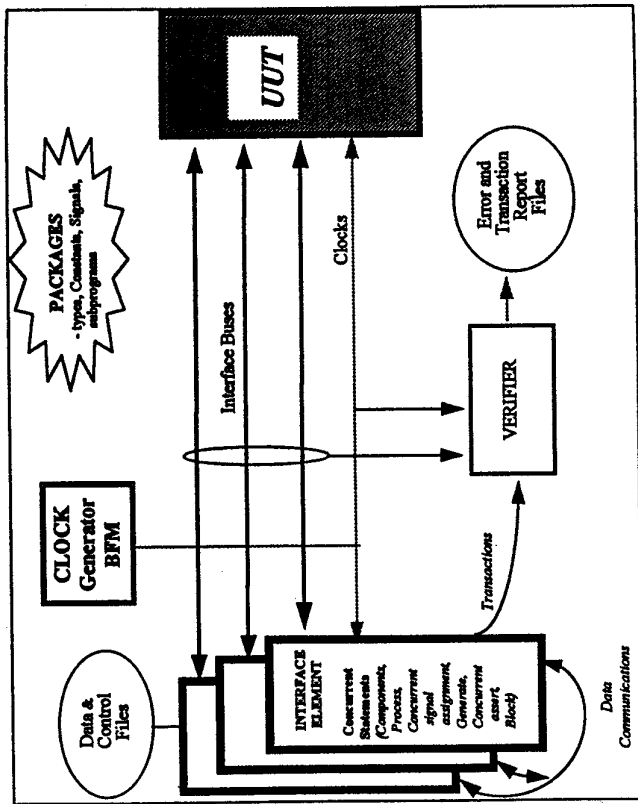 Data &
Control
Files
CLOCK
Generator
BFM
PACKAGES
- types, Constants, Signals,
subprograms
UUT
Interface Buses
Clocks
INTERFACE
ELEMENT
Concurrent
Statements
(Components,
Process,
Concurrent
signal
assignment,
Generate,
Concurrent
assert,
Block)
Transactions
VERIFIER
Error and
Transaction
Report
Files
Data
Communications